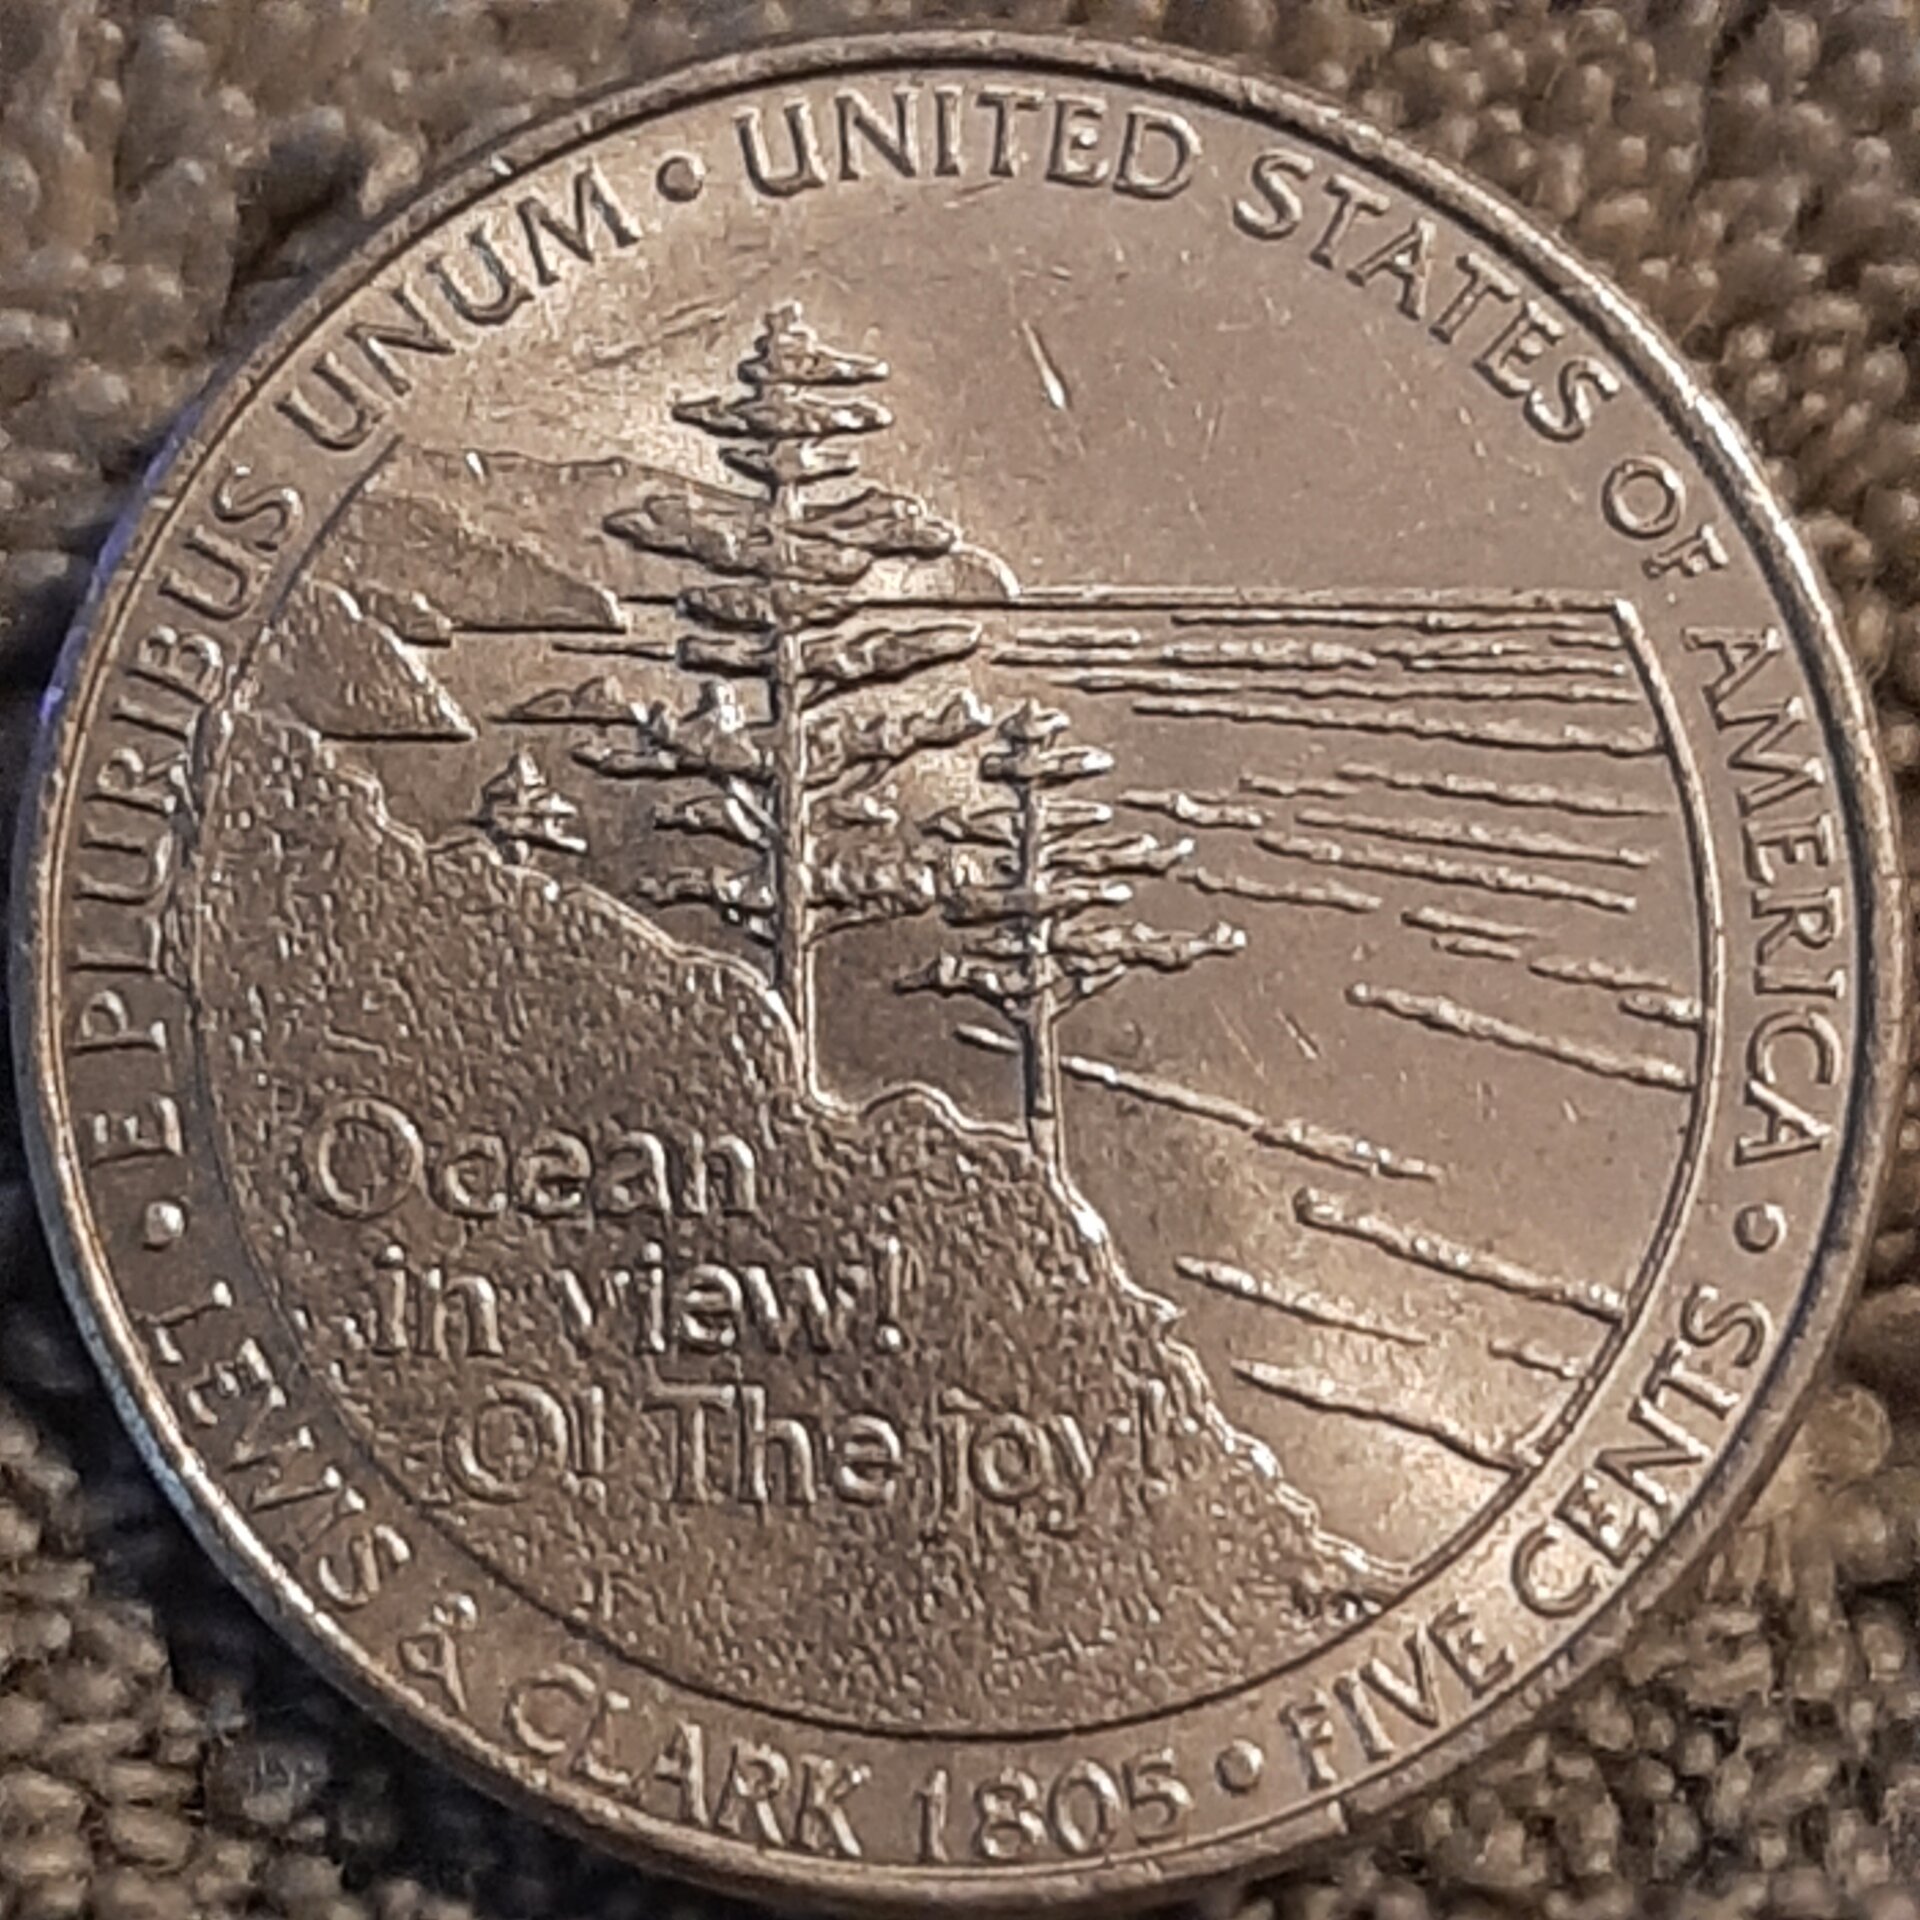 E PLURIBUS UNUM • UNITED STATES OF AMERICA •
Ocean
in view!
O! The joy!
LEWIS & CLARK 1805 • FIVE CENTS